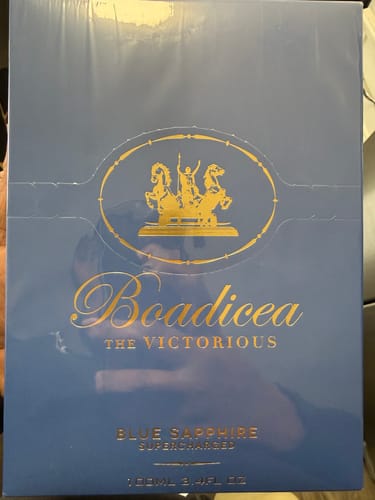 Boadicea
THE VICTORIOUS
BLUE SAPPHIRE
SUPERCHARGED
100ML 3.4FL OZ